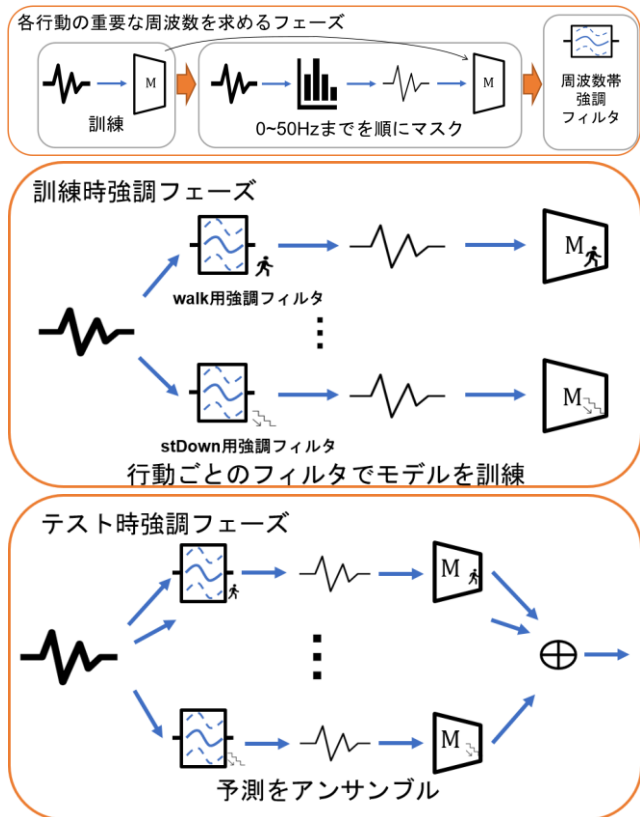 各行動の重要な周波数を求めるフェーズ
M
訓練
M
0~50Hzまでを順にマスク
周波数帯
強調
フィルタ
訓練時強調フェーズ
M
walk用強調フィルタ
M
stDown用強調フィルタ
行動ごとのフィルタでモデルを訓練
テスト時強調フェーズ
M
M
予測をアンサンブル